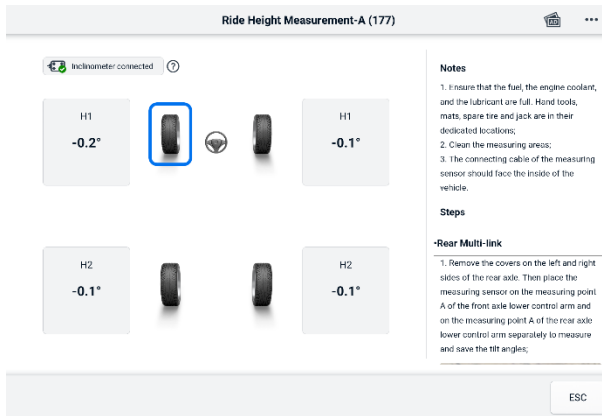 Ride Height Measurement-A (177)
AD
...
Inclinometer connected ?
H1
-0.2°
H1
-0.1°
H2
-0.1°
H2
-0.1°
Notes
1. Ensure that the fuel, the engine coolant,
and the lubricant are full. Hand tools,
mats, spare tire and jack are in their
dedicated locations;
2. Clean the measuring areas;
3. The connecting cable of the measuring
sensor should face the inside of the
vehicle.
Steps
·Rear Multi-link
1. Remove the covers on the left and right
sides of the rear axle. Then place the
measuring sensor on the measuring point
A of the front axle lower control arm and
on the measuring point A of the rear axle
lower control arm separately to measure
and save the tilt angles;
ESC